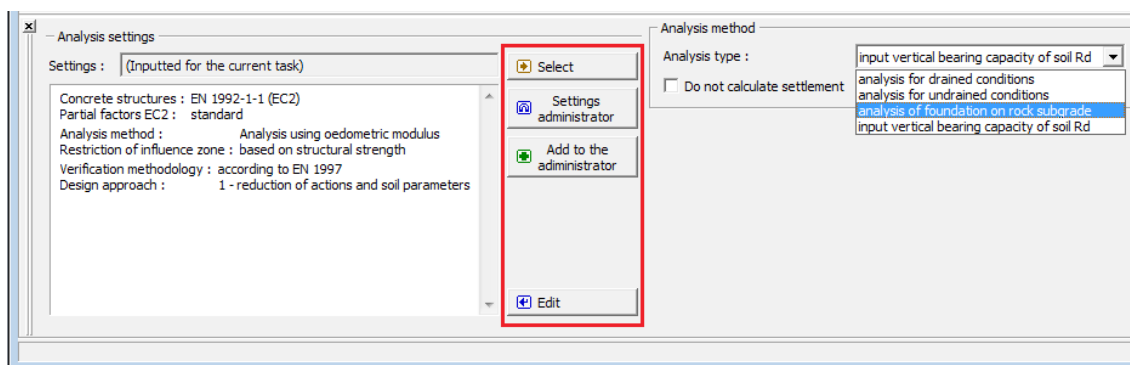 Analysis settings
Settings : (Inputted for the current task)
Concrete structures : EN 1992-1-1 (EC2)
Partial factors EC2 : standard
Analysis method : Analysis using oedometric modulus
Restriction of influence zone : based on structural strength
Verification methodology : according to EN 1997
Design approach : 1 - reduction of actions and soil parameters
Select
Settings
administrator
Add to the
adiministrator
Edit
Analysis method
Analysis type : input vertical bearing capacity of soil Rd
Do not calculate settlement
analysis for drained conditions
analysis for undrained conditions
analysis of foundation on rock subgrade
input vertical bearing capacity of soil Rd